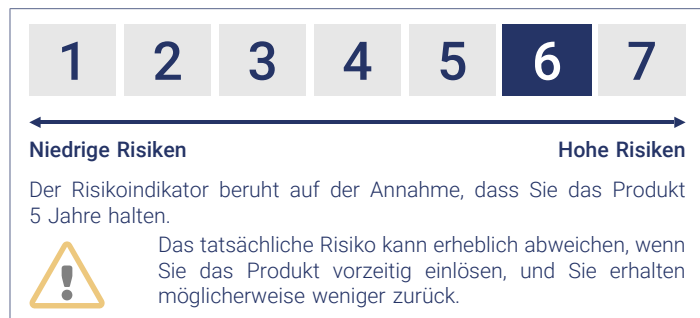 1 2 3 4 5 6 7
Niedrige Risiken Hohe Risiken
Der Risikoindikator beruht auf der Annahme, dass Sie das Produkt
5 Jahre halten.
Das tatsächliche Risiko kann erheblich abweichen, wenn
Sie das Produkt vorzeitig einlösen, und Sie erhalten
möglicherweise weniger zurück.